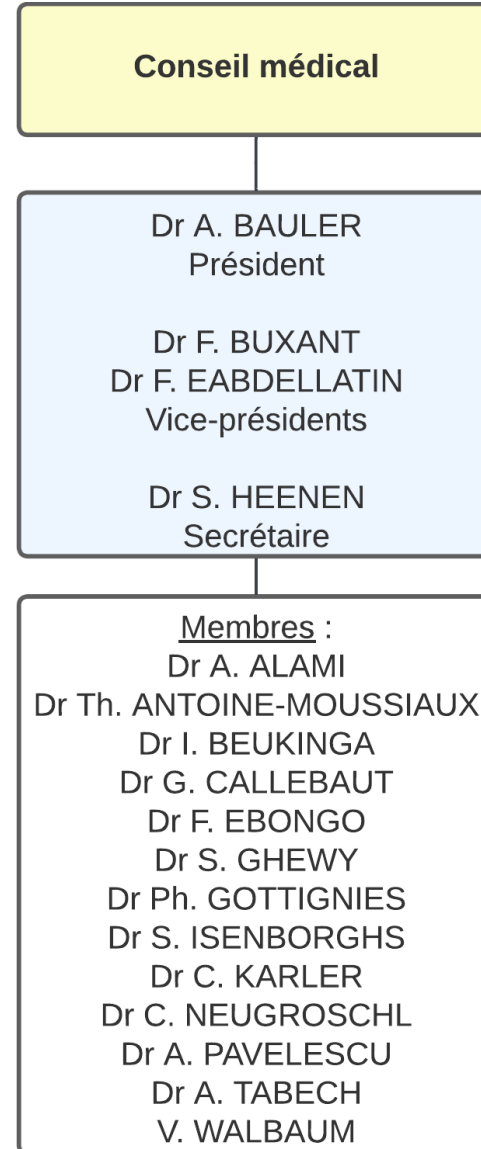 Conseil médical
Dr A. BAULER
Président
Dr F. BUXANT
Dr F. EABDELLATIN
Vice-présidents
Dr S. HEENEN
Secrétaire
Membres :
Dr A. ALAMI
Dr Th. ANTOINE-MOUSSIAUX
Dr I. BEUKINGA
Dr G. CALLEBAUT
Dr F. EBONGO
Dr S. GHEWY
Dr Ph. GOTTIGNIES
Dr S. ISENBORGHS
Dr C. KARLER
Dr C. NEUGROSCHL
Dr A. PAVELESCU
Dr A. TABECH
V. WALBAUM